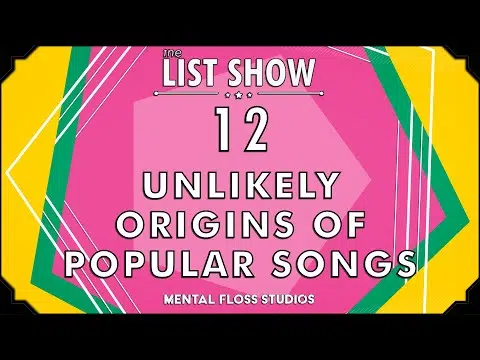 the
LIST SHOW
12
UNLIKELY
ORIGINS OF
POPULAR SONGS
MENTAL FLOSS STUDIOS